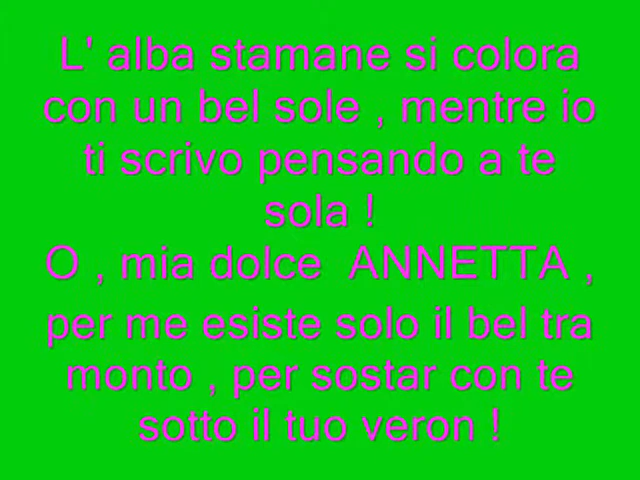 L' alba stamane si colora
con un bel sole , mentre io
ti scrivo pensando a te
sola !
O , mia dolce  ANNETTA ,
per me esiste solo il bel tra
monto , per sostar con te
sotto il tuo veron !